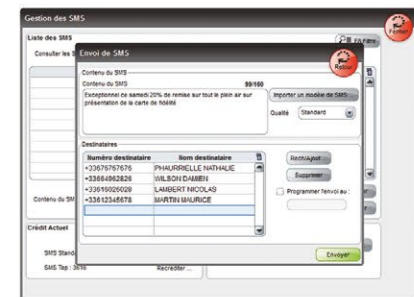 Gestion des SMS
Fermer
Liste des SMS
Consulter les S
Envoi de SMS
Retour
Contenu du SMS
Contenu du SMS 99/160
Exceptionnel ce samedi 20% de remise sur tout le plein air sur
présentation de la carte de fidélité
Importer un modèle de SMS
Qualité Standard
Destinataires
Numéro destinataire Nom destinataire
+33676767676 PHAURRIELLE NATHALIE
+33664962826 WILSON DAMIEN
+33616026028 LAMBERT NICOLAS
+33612345678 MARTIN MAURICE
Rech/Ajout
Supprimer
Programmer l'envoi au :
Contenu du SM
Crédit Actuel
Envoyer
SMS Stand
SMS Top : 3616 Recréditer ...